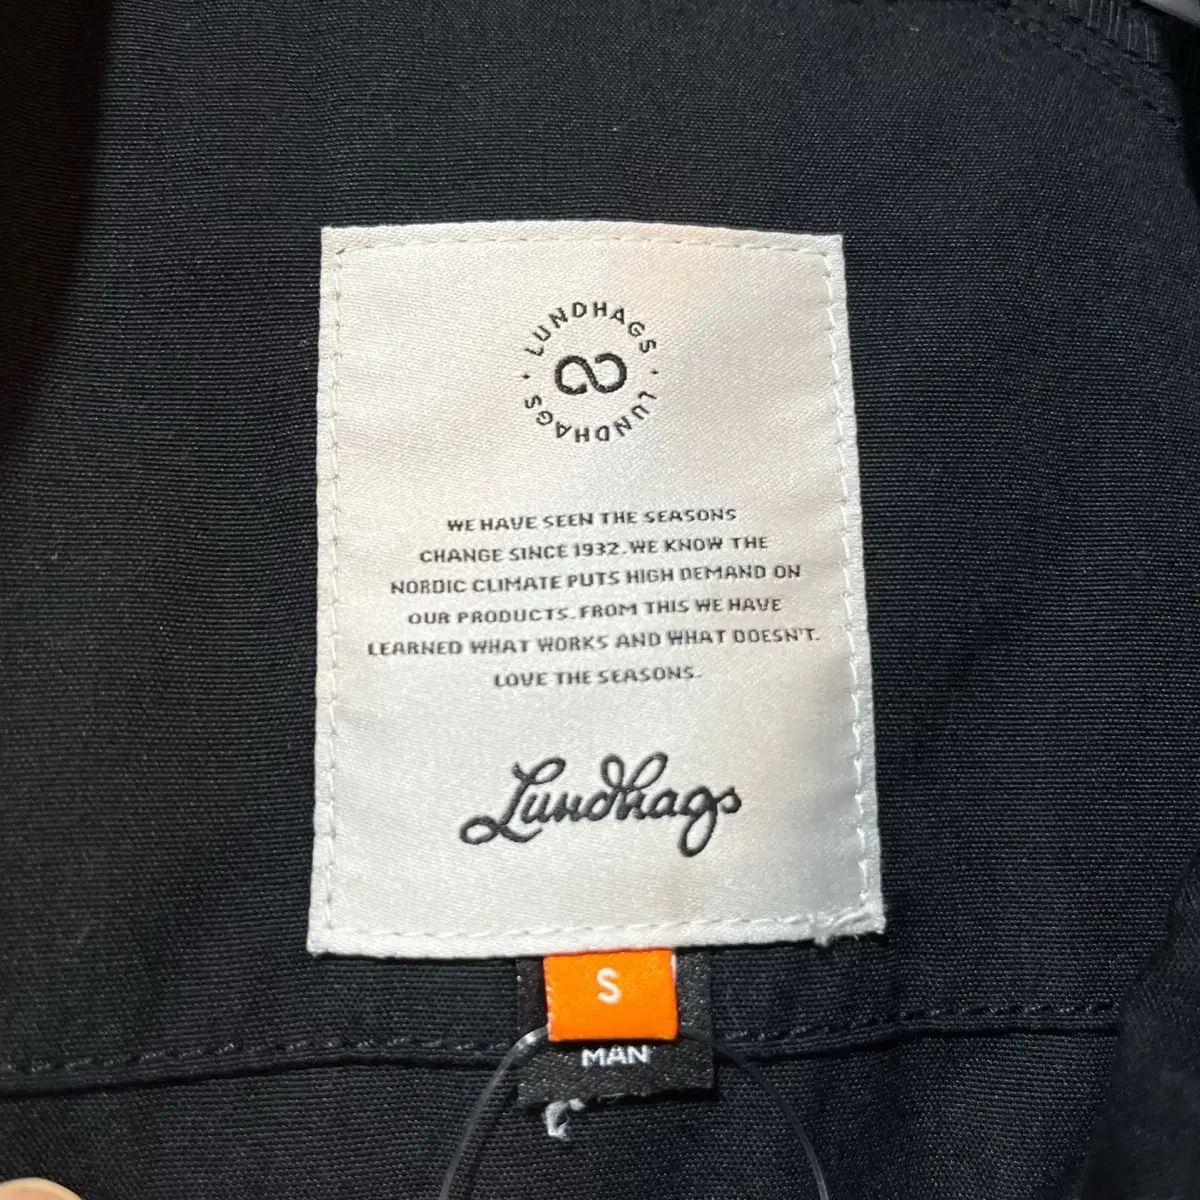 LUNDHAGS · LUNDHAGS ·
WE HAVE SEEN THE SEASONS
CHANGE SINCE 1932. WE KNOW THE
NORDIC CLIMATE PUTS HIGH DEMAND ON
OUR PRODUCTS. FROM THIS WE HAVE
LEARNED WHAT WORKS AND WHAT DOESN'T.
LOVE THE SEASONS.
Lundhags
S
MAN